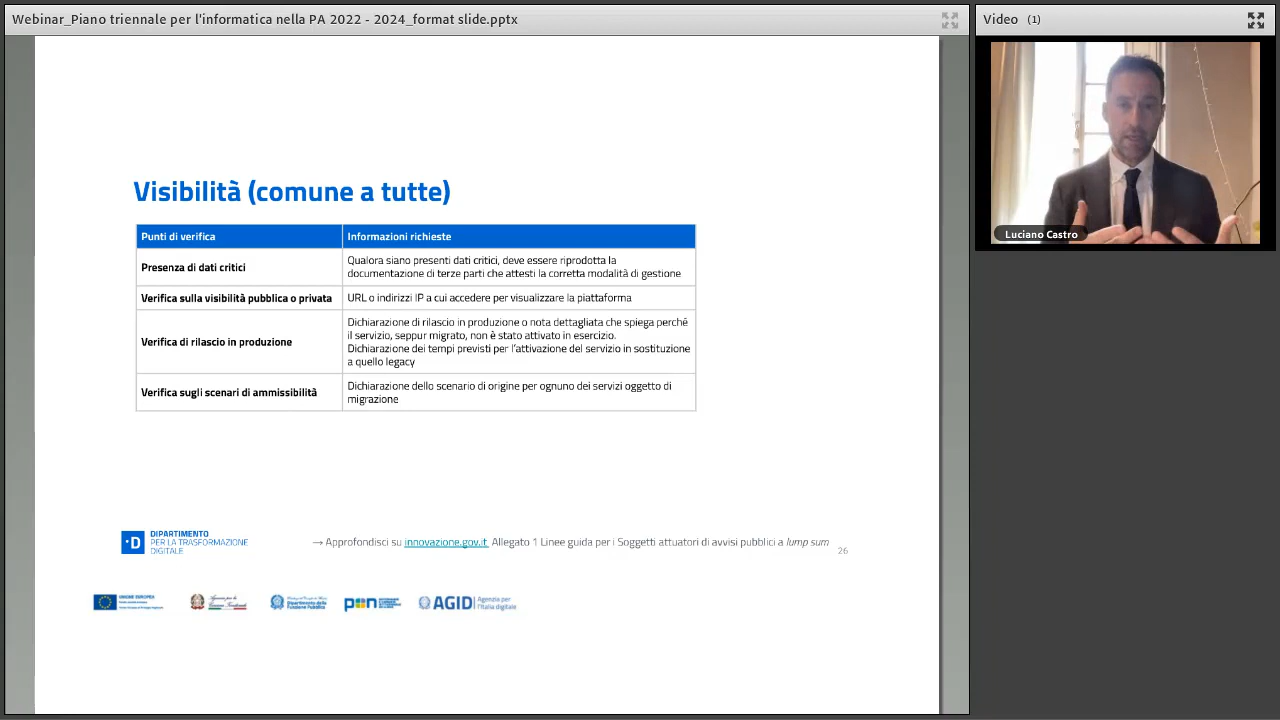 Webinar_Piano triennale per l'informatica nella PA 2022 - 2024_format slide.pptx
Video (1)
Luciano Castro
Visibilità (comune a tutte)
Punti di verifica
Informazioni richieste
Presenza di dati critici
Qualora siano presenti dati critici, deve essere riprodotta la
documentazione di terze parti che attesti la corretta modalità di gestione
Verifica sulla visibilità pubblica o privata
URL o indirizzi IP a cui accedere per visualizzare la piattaforma
Verifica di rilascio in produzione
Dichiarazione di rilascio in produzione o nota dettagliata che spiega perché
il servizio, seppur migrato, non è stato attivato in esercizio.
Dichiarazione dei tempi previsti per l'attivazione del servizio in sostituzione
a quello legacy
Verifica sugli scenari di ammissibilità
Dichiarazione dello scenario di origine per ognuno dei servizi oggetto di
migrazione
DIPARTIMENTO
PER LA TRASFORMAZIONE
DIGITALE
→ Approfondisci su innovazione.gov.it Allegato 1 Linee guida per i Soggetti attuatori di avvisi pubblici a lump sum
26
UNIONE EUROPEA
pon
AGID
Agenzia per
l'Italia digitale